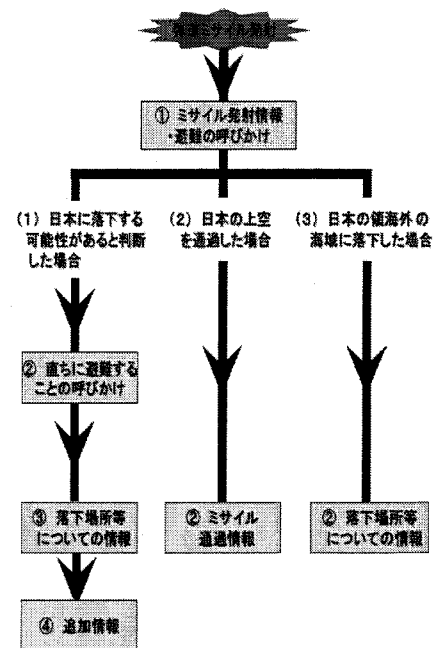 ミサイル発射
① ミサイル発射情報
・避難の呼びかけ
(1) 日本に落下する
可能性があると判断
した場合
(2) 日本の上空
を通過した場合
(3) 日本の領海外の
海域に落下した場合
② 直ちに避難する
ことの呼びかけ
③ 落下場所等
についての情報
② ミサイル
通過情報
② 落下場所等
についての情報
④ 追加情報